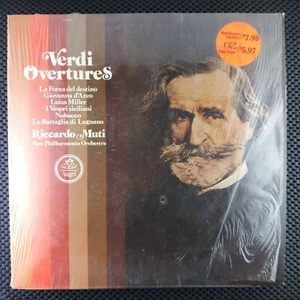 Verdi
Overtures
La Forza del destino
Giovanna d'Arco
Luisa Miller
I Vespri siciliani
Nabucco
La Battaglia di Legnano
Riccardo Muti
New Philharmonia Orchestra
Angel
$7.98
$5.97